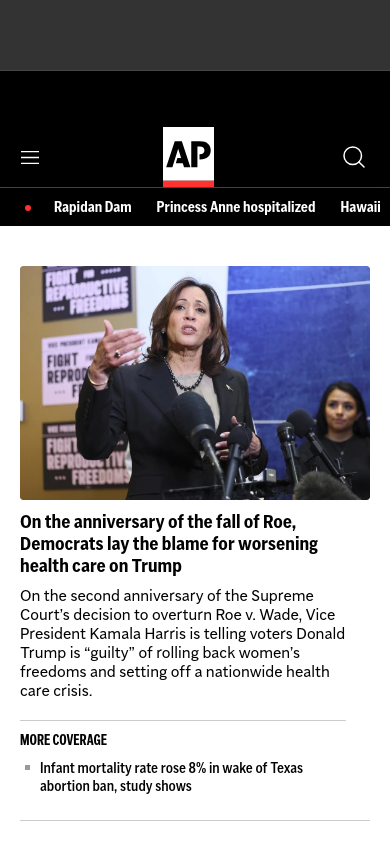 AP
Rapidan Dam Princess Anne hospitalized Hawaii
FIGHT
REPRODUCTIVE
FREEDOMS
FIGHT
REPRO
FIGHT
REPRODUCTIVE
FREEDOMS
On the anniversary of the fall of Roe,
Democrats lay the blame for worsening
health care on Trump
On the second anniversary of the Supreme
Court’s decision to overturn Roe v. Wade, Vice
President Kamala Harris is telling voters Donald
Trump is “guilty” of rolling back women’s
freedoms and setting off a nationwide health
care crisis.
MORE COVERAGE
Infant mortality rate rose 8% in wake of Texas
abortion ban, study shows